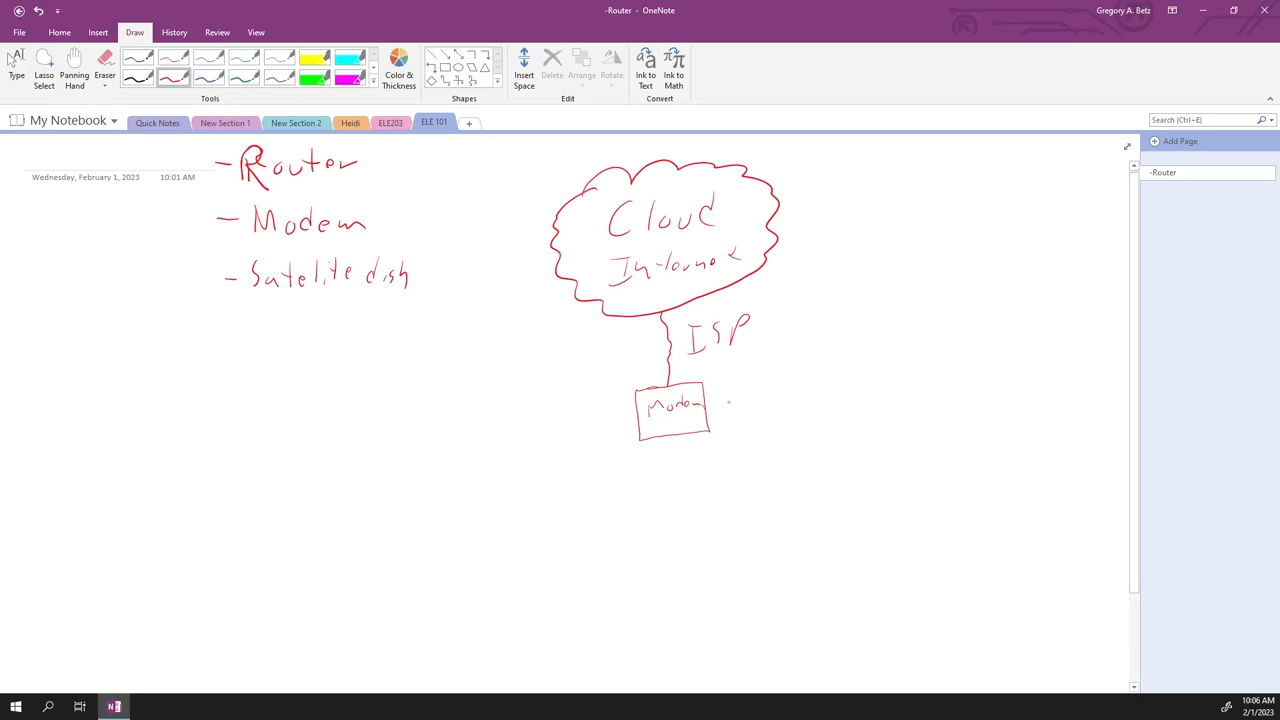 -Router - OneNote
Gregory A. Betz
File Home Insert Draw History Review View
Type
Lasso Select
Panning Hand
Eraser
Color & Thickness
Insert Space
Delete
Arrange
Rotate
Ink to Text
Ink to Math
Tools
Shapes
Edit
Convert
My Notebook
Quick Notes
New Section 1
New Section 2
Heidi
ELE203
ELE 101
Search (Ctrl+E)
Add Page
-Router
Wednesday, February 1, 2023 10:01 AM
- Router
- Modem
- Satelite dish
Cloud
Internet
ISP
Modem
10:06 AM
2/1/2023